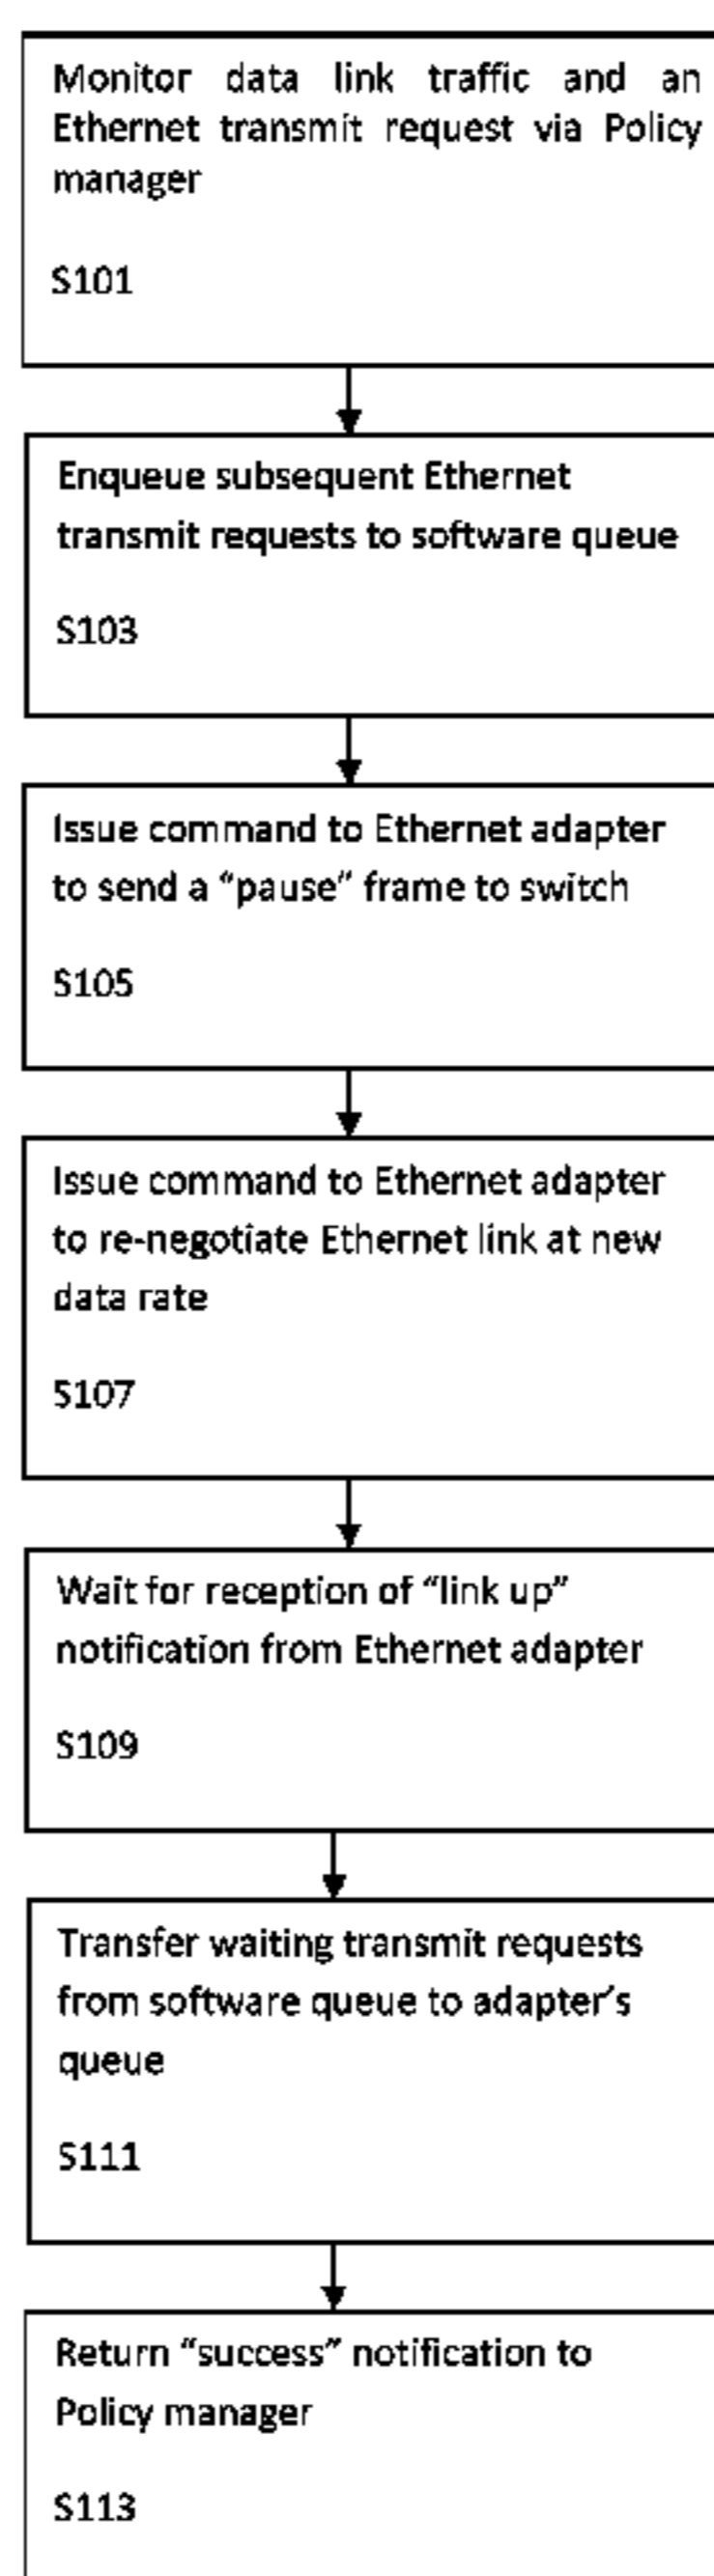 Monitor data link traffic and an
Ethernet transmit request via Policy
manager
S101
Enqueue subsequent Ethernet
transmit requests to software queue
S103
Issue command to Ethernet adapter
to send a “pause” frame to switch
S105
Issue command to Ethernet adapter
to re-negotiate Ethernet link at new
data rate
S107
Wait for reception of “link up”
notification from Ethernet adapter
S109
Transfer waiting transmit requests
from software queue to adapter’s
queue
S111
Return “success” notification to
Policy manager
S113